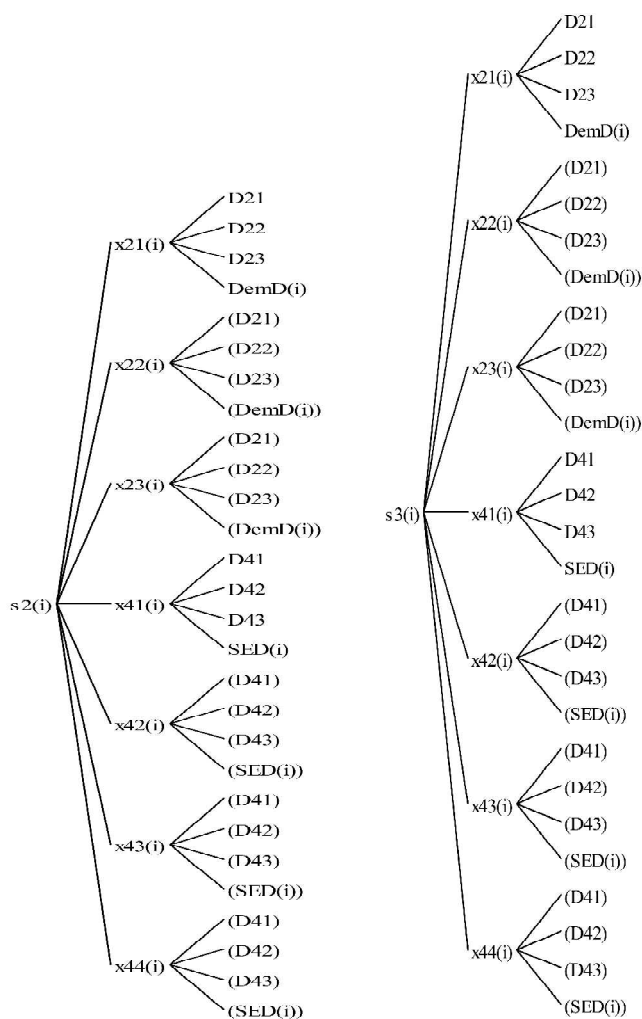 D21
D22
x21(i)
D23
DemD(i)
(D21)
(D22)
x22(i)
(D23)
(DemD(i))
(D21)
(D22)
x23(i)
(D23)
(DemD(i))
D41
D42
s2(i)
x41(i)
D43
SED(i)
(D41)
(D42)
x42(i)
(D43)
(SED(i))
(D41)
(D42)
x43(i)
(D43)
(SED(i))
(D41)
(D42)
x44(i)
(D43)
(SED(i))
D21
D22
x21(i)
D23
DemD(i)
(D21)
(D22)
x22(i)
(D23)
(DemD(i))
(D21)
(D22)
x23(i)
(D23)
(DemD(i))
D41
D42
s3(i)
x41(i)
D43
SED(i)
(D41)
(D42)
x42(i)
(D43)
(SED(i))
(D41)
(D42)
x43(i)
(D43)
(SED(i))
(D41)
(D42)
x44(i)
(D43)
(SED(i))